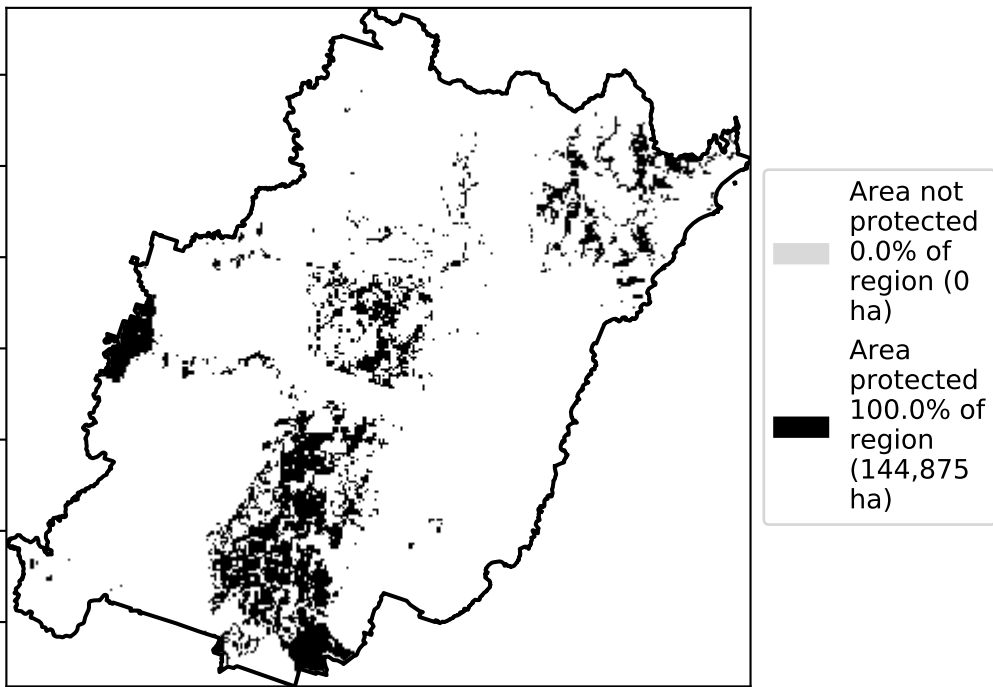 Area not
protected
0.0% of
region (0
ha)
Area
protected
100.0% of
region
(144,875
ha)